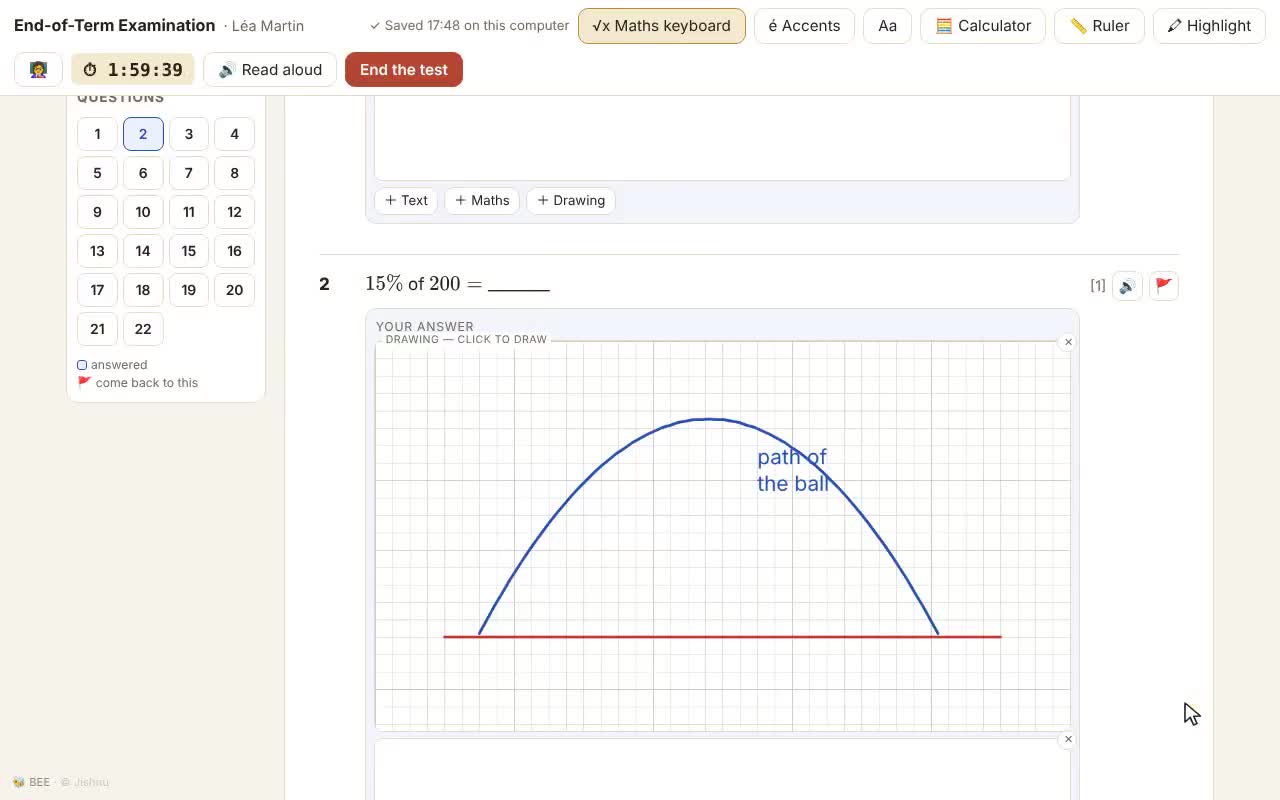 End-of-Term Examination · Léa Martin
✓ Saved 17:48 on this computer
√x Maths keyboard
é Accents
Aa
Calculator
Ruler
Highlight
1:59:39
Read aloud
End the test
QUESTIONS
1 2 3 4
5 6 7 8
9 10 11 12
13 14 15 16
17 18 19 20
21 22
answered
come back to this
+ Text
+ Maths
+ Drawing
2 15% of 200 = ______ [1]
YOUR ANSWER
DRAWING — CLICK TO DRAW
path of
the ball
BEE · © Jishnu